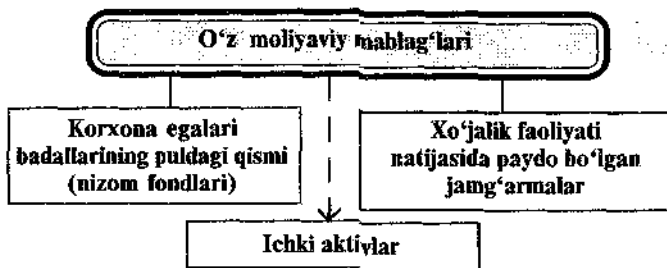 O‘z moliyaviy mablag‘lari
Korxona egalari
badallarining puldagi qismi
(nizom fondlari)
Xo‘jalik faoliyati
natijasida paydo bo‘lgan
jamg‘armalar
Ichki aktivlar